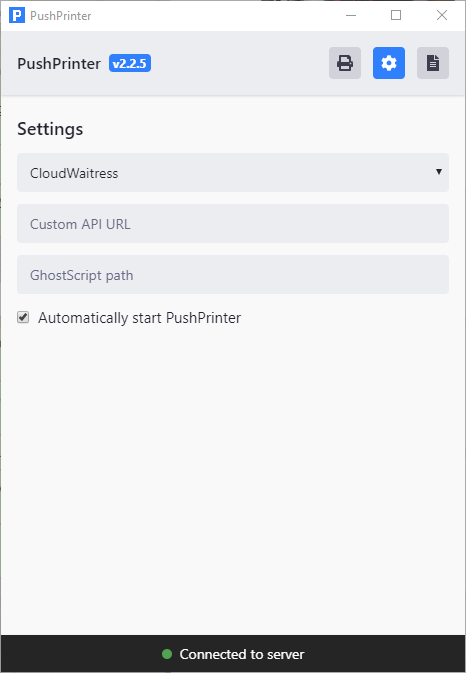 P PushPrinter
PushPrinter v2.2.5
Settings
CloudWaitress
Custom API URL
GhostScript path
Automatically start PushPrinter
Connected to server